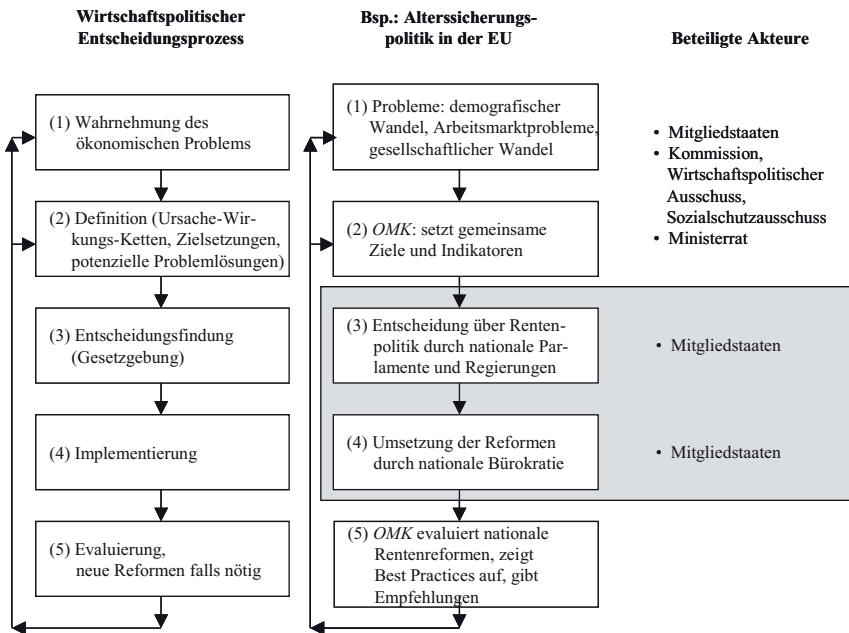 Wirtschaftspolitischer
Entscheidungsprozess
Bsp.: Alterssicherungs-
politik in der EU
Beteiligte Akteure
(1) Wahrnehmung des
ökonomischen Problems
(2) Definition (Ursache-Wir-
kungs-Ketten, Zielsetzungen,
potenzielle Problemlösungen)
(3) Entscheidungsfindung
(Gesetzgebung)
(4) Implementierung
(5) Evaluierung,
neue Reformen falls nötig
(1) Probleme: demografischer
Wandel, Arbeitsmarktprobleme,
gesellschaftlicher Wandel
(2) OMK: setzt gemeinsame
Ziele und Indikatoren
(3) Entscheidung über Renten-
politik durch nationale Par-
lamente und Regierungen
(4) Umsetzung der Reformen
durch nationale Bürokratie
(5) OMK evaluiert nationale
Rentenreformen, zeigt
Best Practices auf, gibt
Empfehlungen
• Mitgliedstaaten
• Kommission,
Wirtschaftspolitischer
Ausschuss,
Sozialschutzausschuss
• Ministerrat
• Mitgliedstaaten
• Mitgliedstaaten